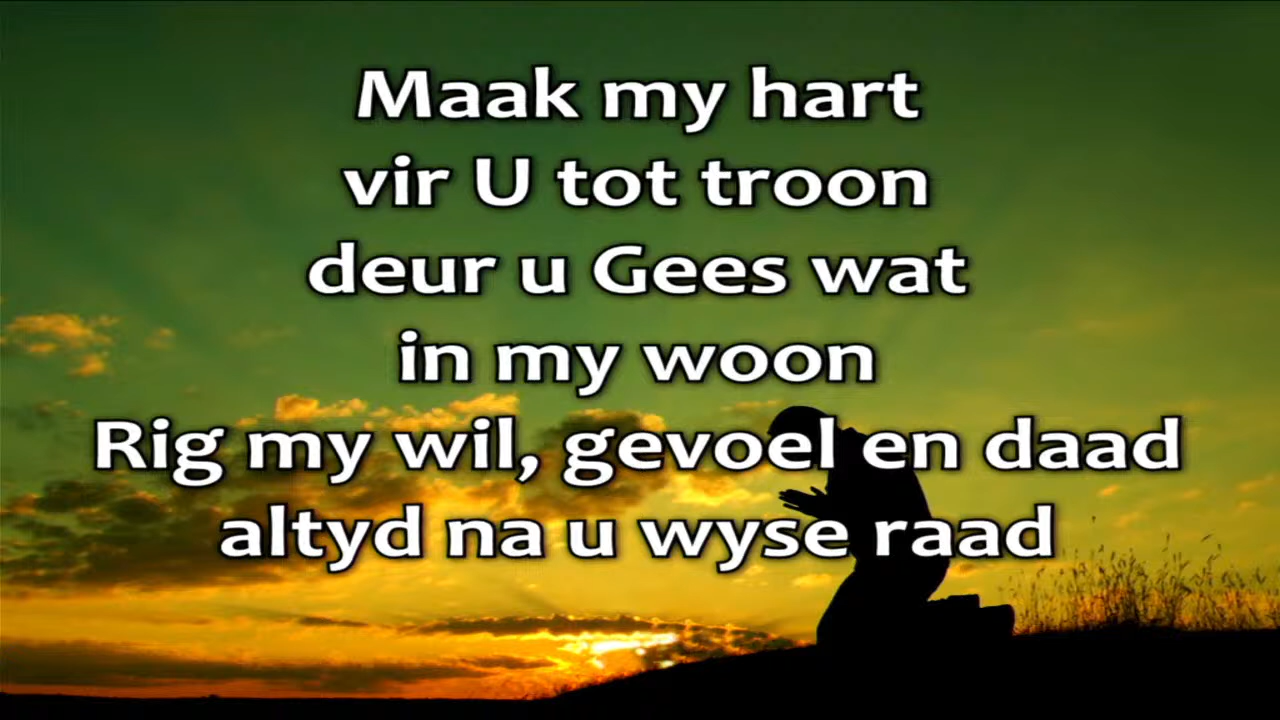 Maak my hart
vir U tot troon
deur u Gees wat
in my woon
Rig my wil, gevoel en daad
altyd na u wyse raad